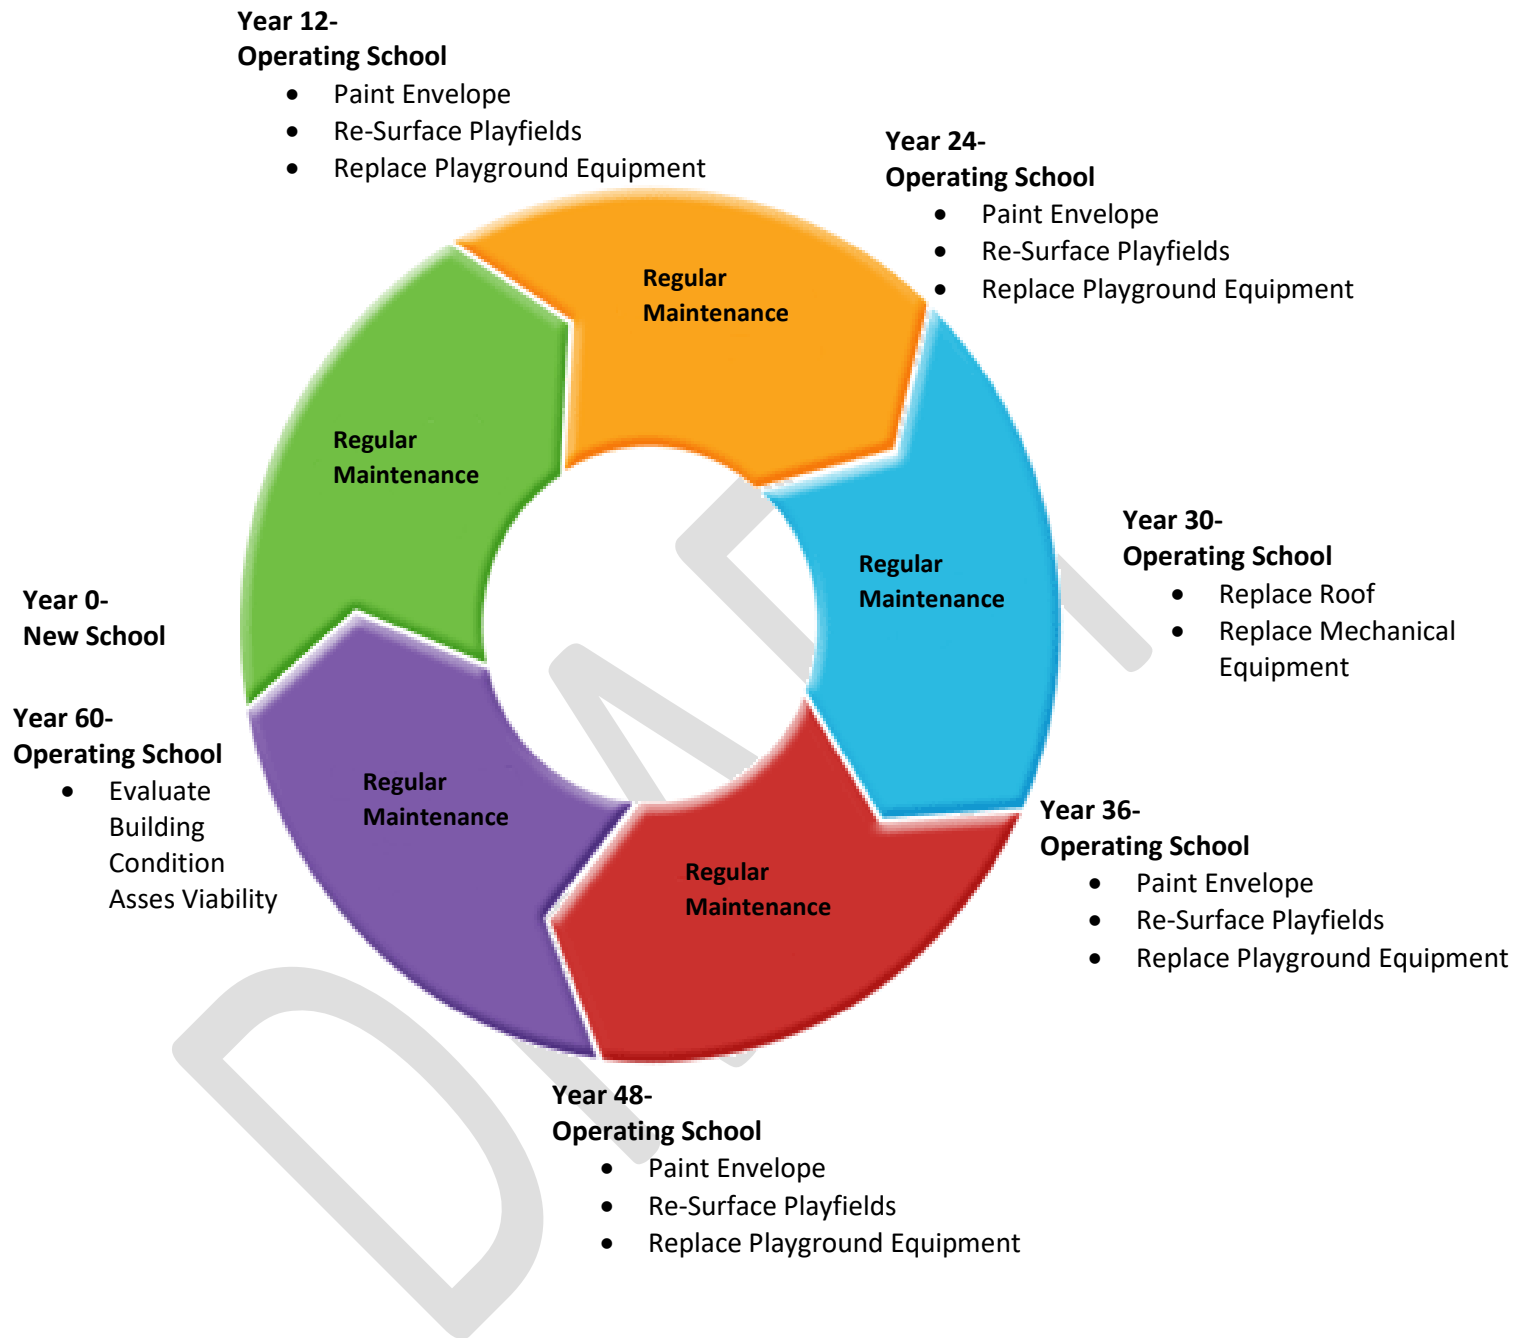 Year 12-
Operating School
• Paint Envelope
• Re-Surface Playfields
• Replace Playground Equipment
Year 24-
Operating School
• Paint Envelope
• Re-Surface Playfields
• Replace Playground Equipment
Regular
Maintenance
Regular
Maintenance
Year 30-
Operating School
• Replace Roof
• Replace Mechanical
Equipment
Regular
Maintenance
Year 0-
New School
Year 60-
Operating School
• Evaluate
Building
Condition
Asses Viability
Regular
Maintenance
Year 36-
Operating School
• Paint Envelope
• Re-Surface Playfields
• Replace Playground Equipment
Regular
Maintenance
Year 48-
Operating School
• Paint Envelope
• Re-Surface Playfields
• Replace Playground Equipment
DRAFT